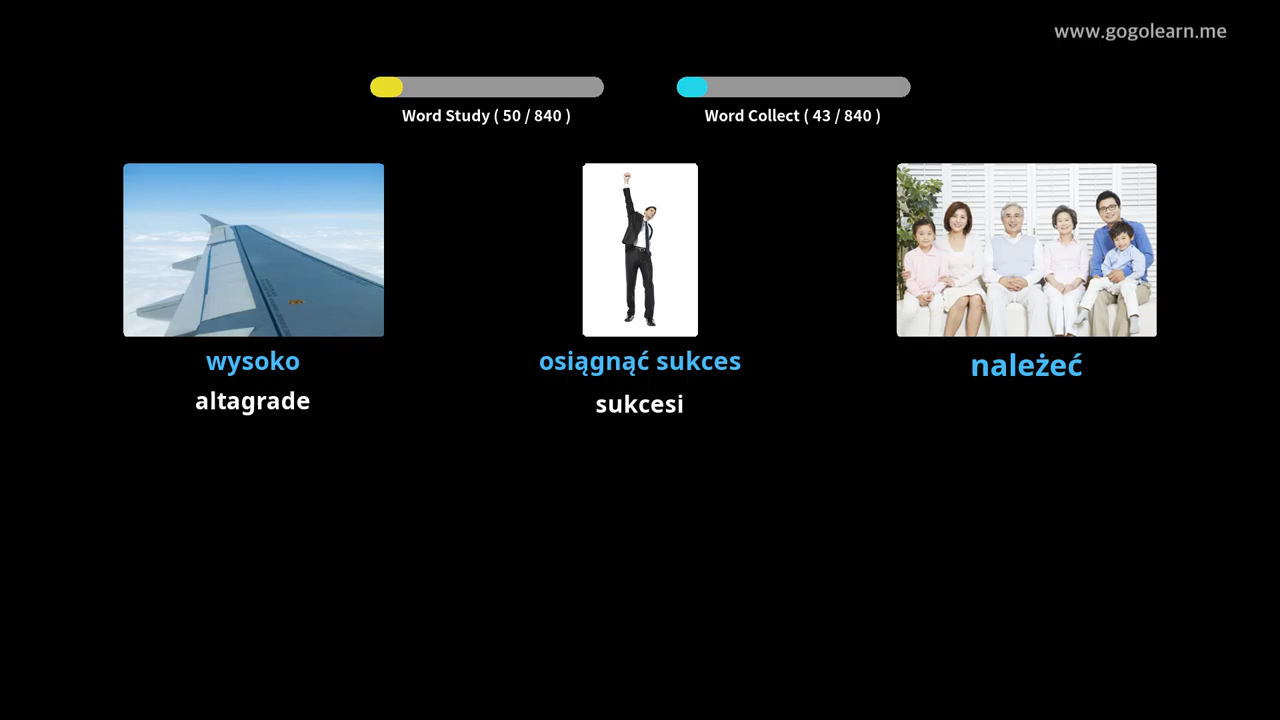 www.gogolearn.me
Word Study ( 50 / 840 )
Word Collect ( 43 / 840 )
wysoko
altagrade
osiągnąć sukces
sukcesi
należeć